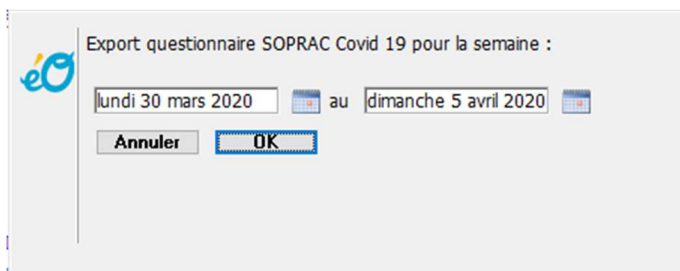 Export questionnaire SOPRAC Covid 19 pour la semaine :
éO
lundi 30 mars 2020 au dimanche 5 avril 2020
Annuler OK